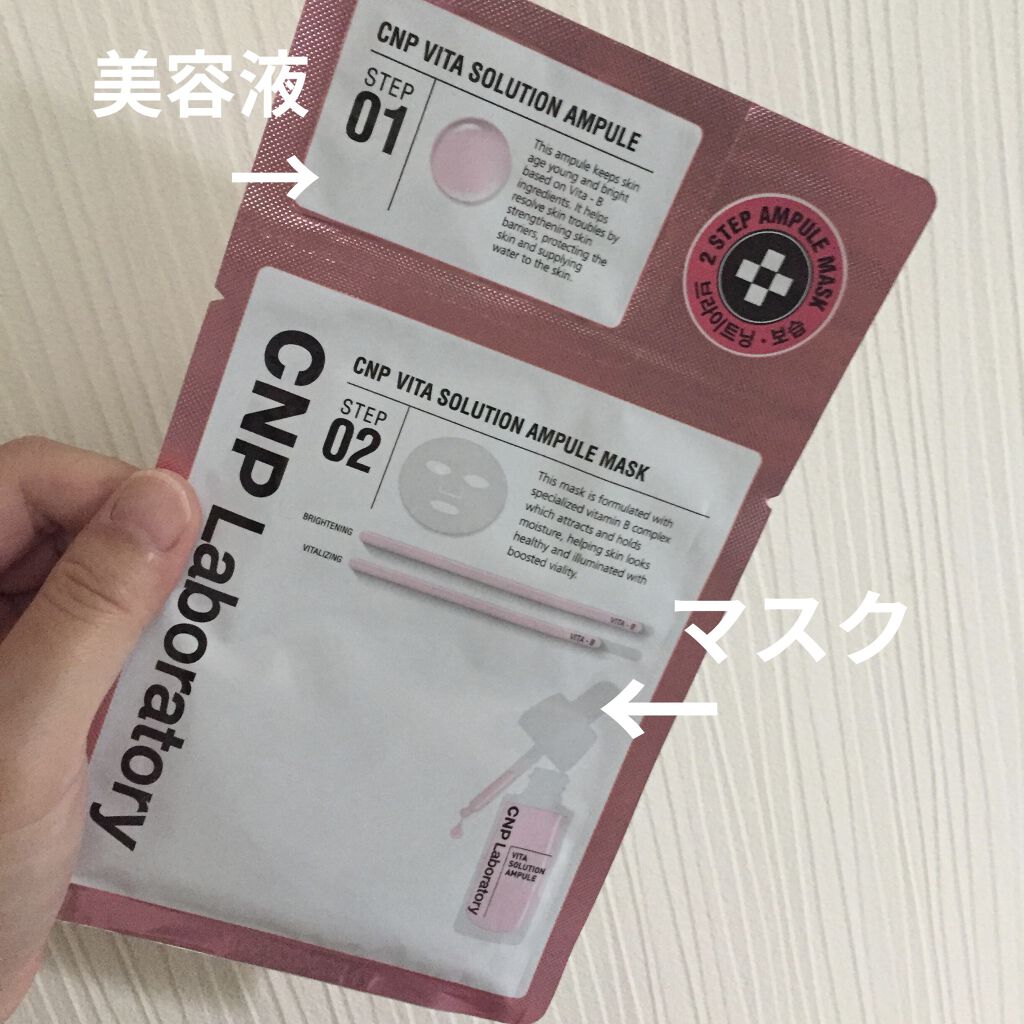 美容液
→
CNP VITA SOLUTION AMPULE
STEP
01
This ampule keeps skin
age young and bright
based on Vita - B
ingredients. It helps
resolve skin troubles by
strengthening skin
barriers, protecting the
skin and supplying
water to the skin.
2 STEP AMPULE MASK
브라이트닝 · 보습
CNP Laboratory
CNP VITA SOLUTION AMPULE MASK
STEP
02
This mask is formulated with
specialized vitamin B complex
which attracts and holds
moisture, helping skin looks
healthy and illuminated with
boosted viality.
BRIGHTENING
VITALIZING
VITA - B
VITA - B
マスク
←
CNP Laboratory
VITA
SOLUTION
AMPULE